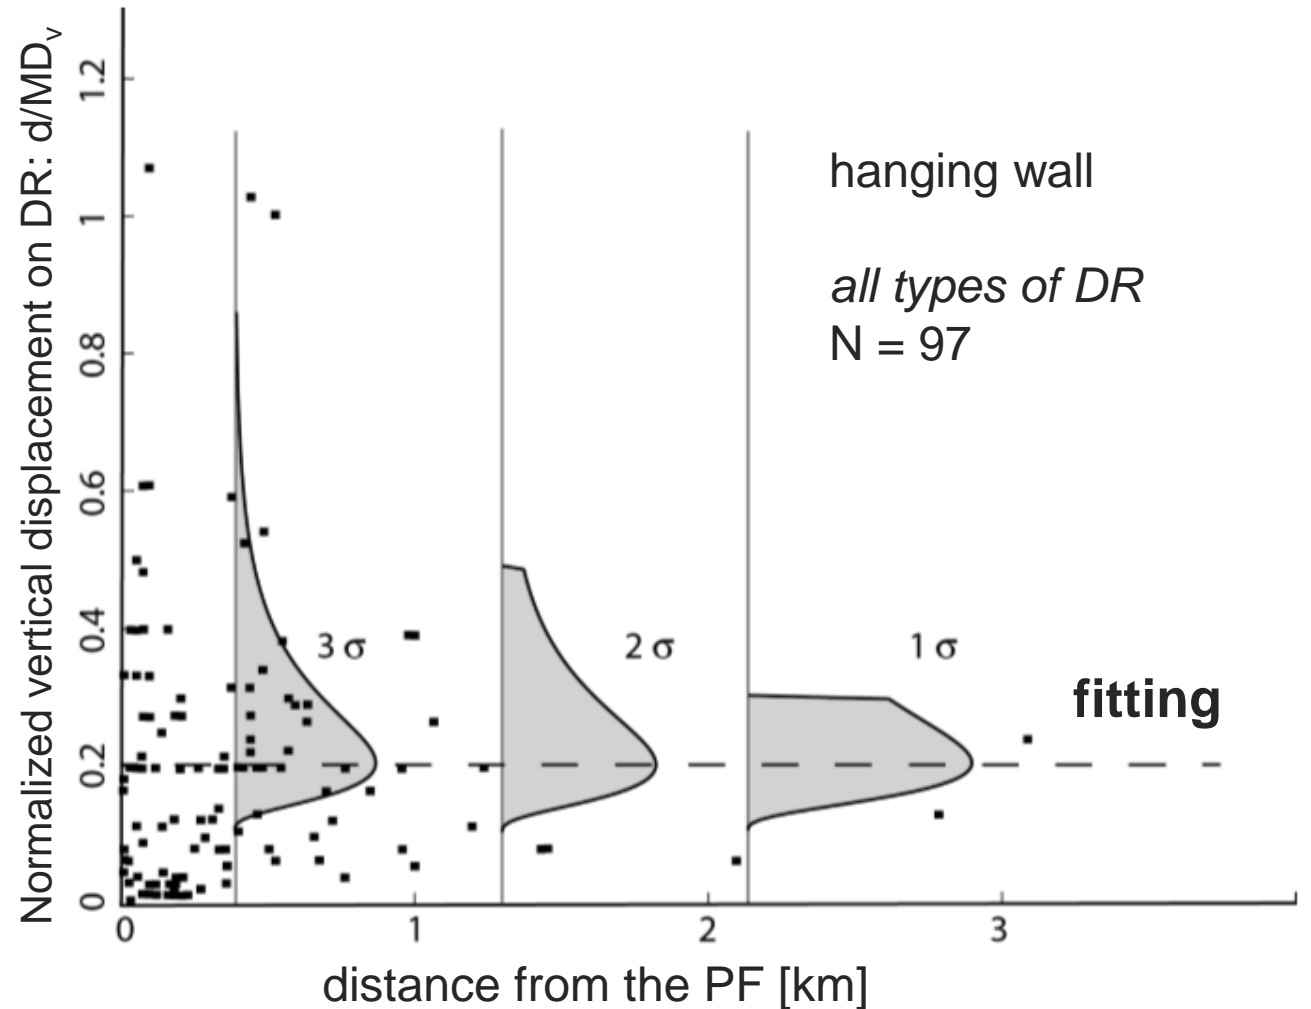 Normalized vertical displacement on DR: d/MDv
1.2
1
0.8
0.6
0.4
0.2
0
hanging wall
all types of DR
N = 97
3 σ
2 σ
1 σ
fitting
0
1
2
3
distance from the PF [km]